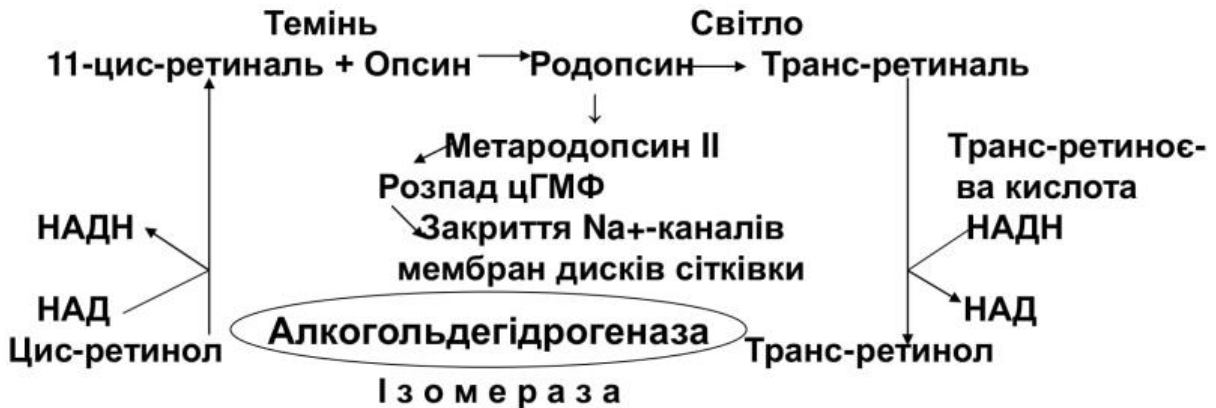 Темінь Світло
11-цис-ретиналь + Опсин → Родопсин → Транс-ретиналь
↓
Метародопсин II
Транс-ретиноє-
Розпад цГМФ
ва кислота
НАДН
Закриття Na+-каналів
НАДН
мембран дисків сітківки
НАД
НАД
Алкогольдегідрогеназа
Цис-ретинол
Транс-ретинол
Ізомераза